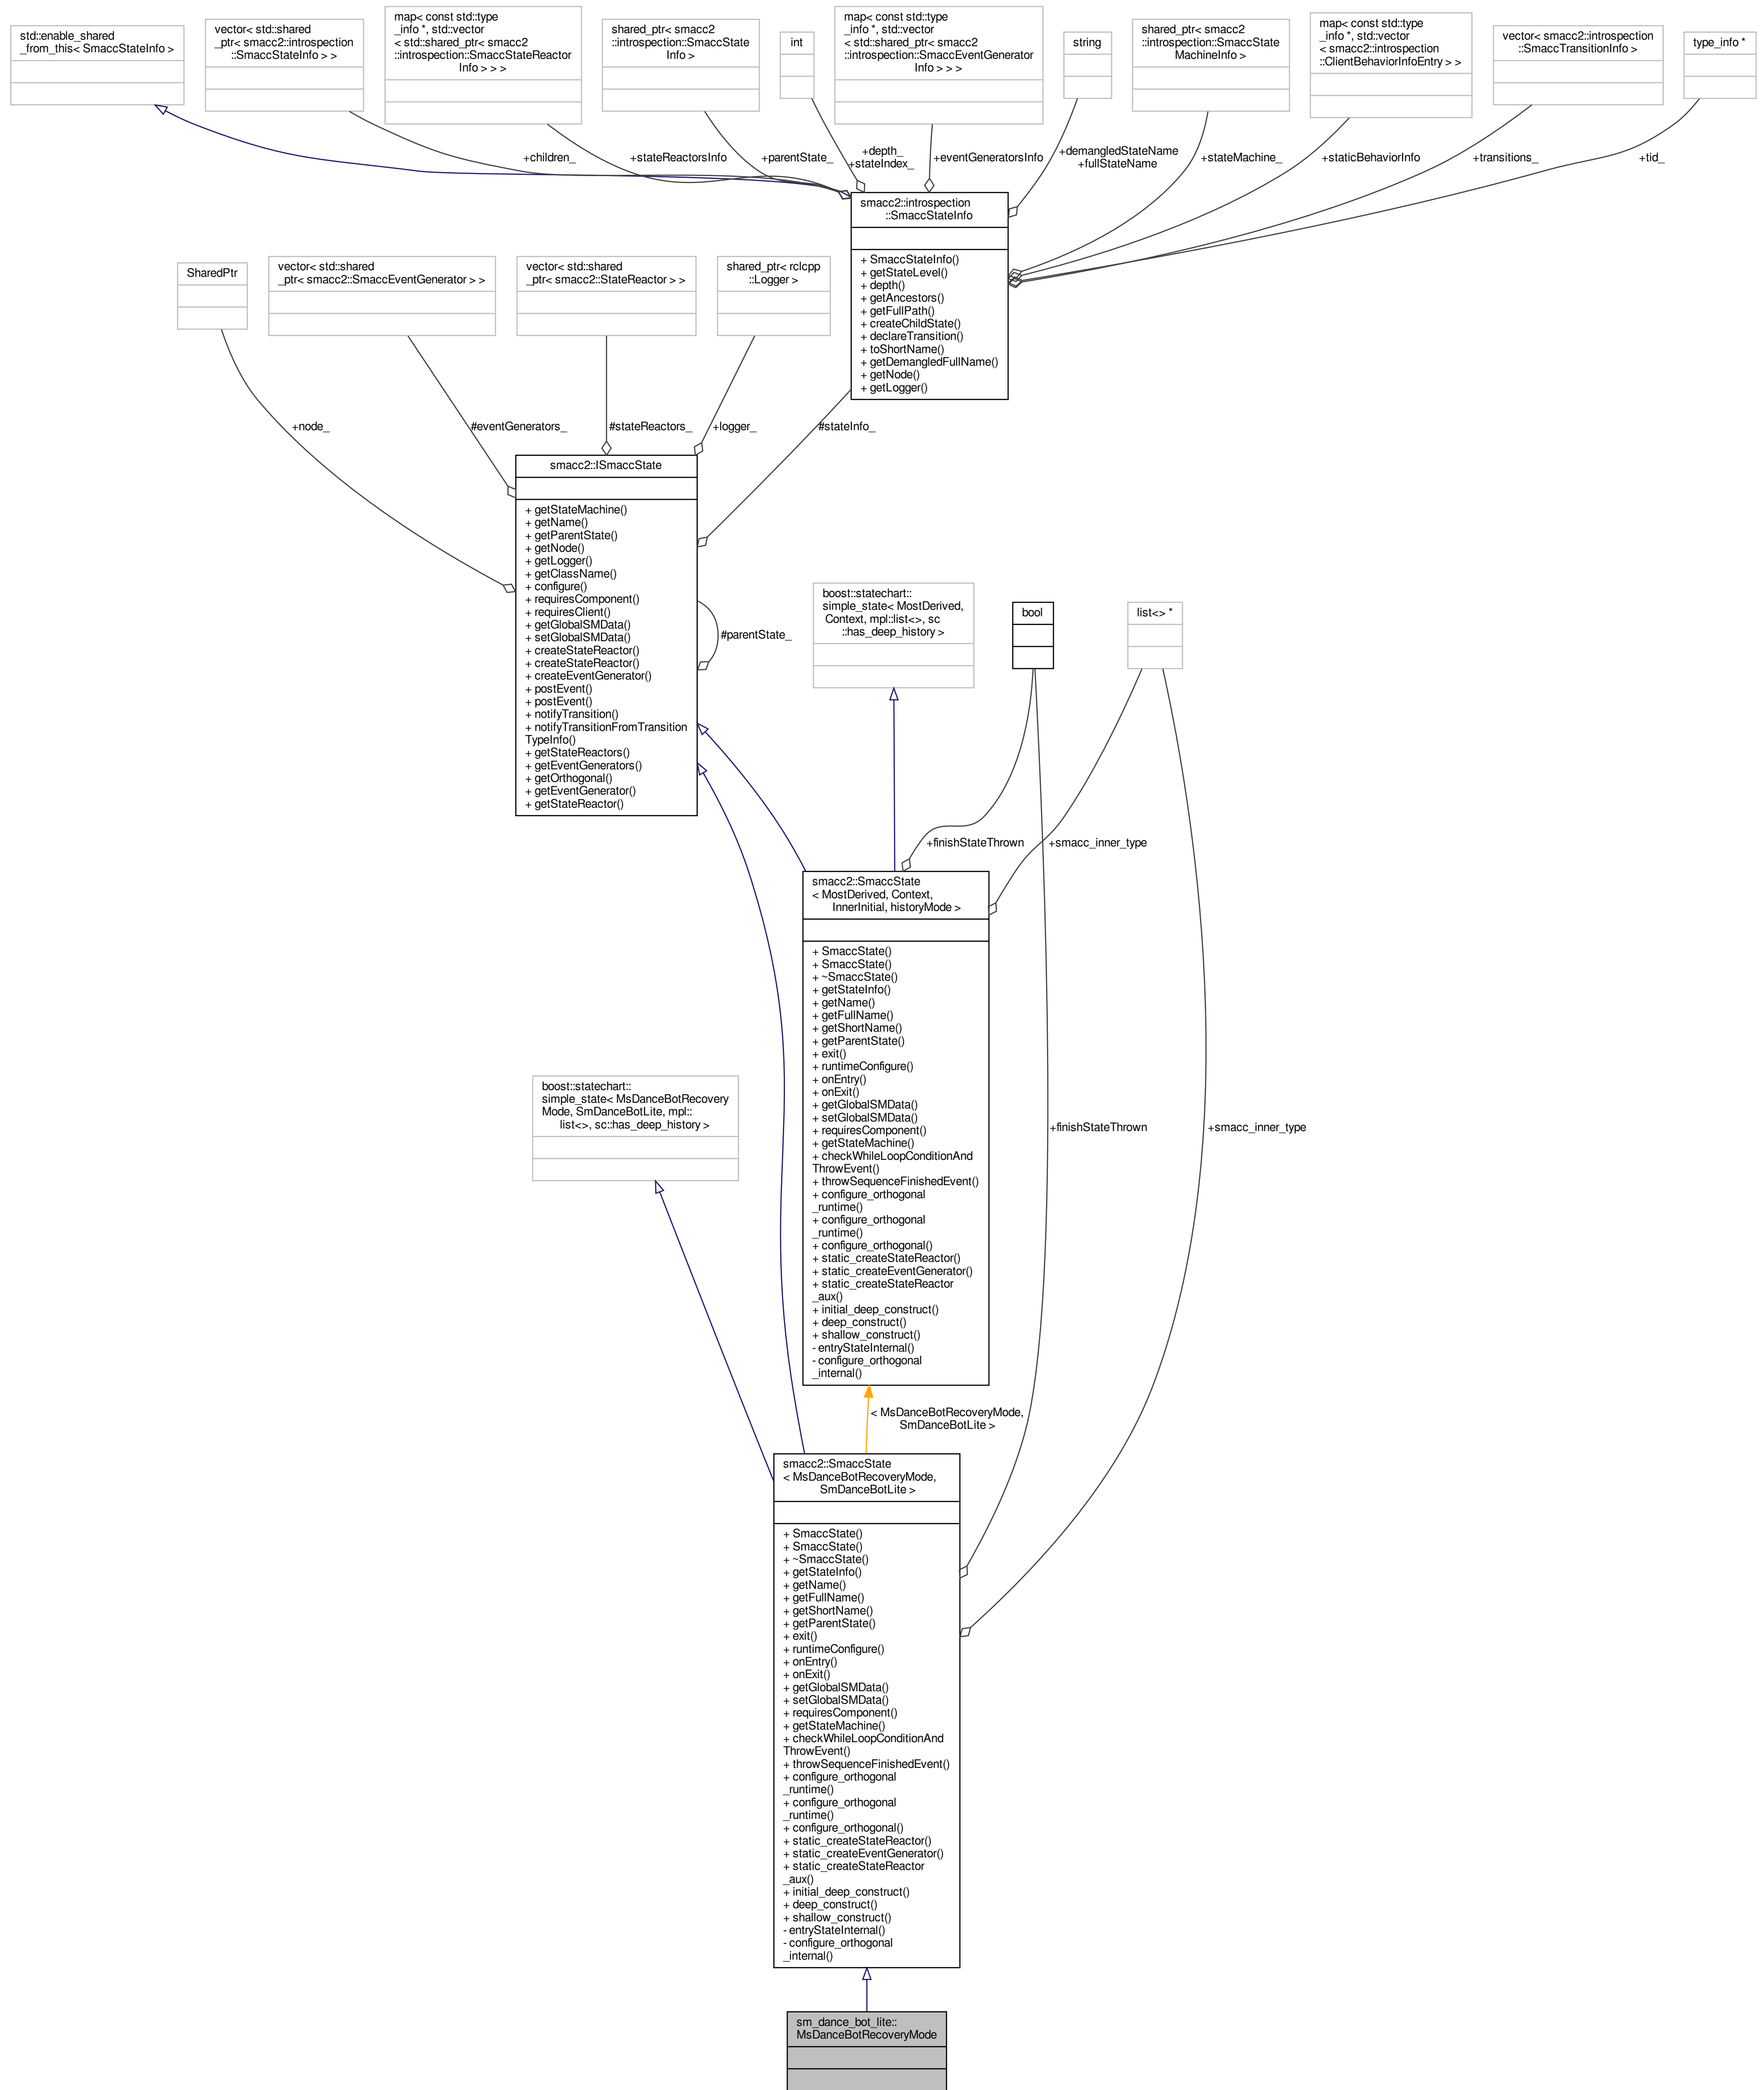 std::enable_shared
_from_this< SmaccStateInfo >
vector< std::shared
_ptr< smacc2::introspection
::SmaccStateInfo > >
map< const std::type
_info *, std::vector
< std::shared_ptr< smacc2
::introspection::SmaccStateReactor
Info > > >
shared_ptr< smacc2
::introspection::SmaccState
Info >
int
map< const std::type
_info *, std::vector
< std::shared_ptr< smacc2
::introspection::SmaccEventGenerator
Info > > >
string
shared_ptr< smacc2
::introspection::SmaccState
MachineInfo >
map< const std::type
_info *, std::vector
< smacc2::introspection
::ClientBehaviorInfoEntry > >
vector< smacc2::introspection
::SmaccTransitionInfo >
type_info *
+children_
+stateReactorsInfo
+parentState_
+depth_
+stateIndex_
+eventGeneratorsInfo
+demangledStateName
+fullStateName
+stateMachine_
+staticBehaviorInfo
+transitions_
+tid_
smacc2::introspection
::SmaccStateInfo
+ SmaccStateInfo()
+ getStateLevel()
+ depth()
+ getAncestors()
+ getFullPath()
+ createChildState()
+ declareTransition()
+ toShortName()
+ getDemangledFullName()
+ getNode()
+ getLogger()
SharedPtr
vector< std::shared
_ptr< smacc2::SmaccEventGenerator > >
vector< std::shared
_ptr< smacc2::StateReactor > >
shared_ptr< rclcpp
::Logger >
+node_
#eventGenerators_
#stateReactors_
+logger_
#stateInfo_
smacc2::ISmaccState
+ getStateMachine()
+ getName()
+ getParentState()
+ getNode()
+ getLogger()
+ getClassName()
+ configure()
+ requiresComponent()
+ requiresClient()
+ getGlobalSMData()
+ setGlobalSMData()
+ createStateReactor()
+ createStateReactor()
+ createEventGenerator()
+ postEvent()
+ postEvent()
+ notifyTransition()
+ notifyTransitionFromTransition
TypeInfo()
+ getStateReactors()
+ getEventGenerators()
+ getOrthogonal()
+ getEventGenerator()
+ getStateReactor()
#parentState_
boost::statechart::
simple_state< MostDerived,
Context, mpl::list<>, sc
::has_deep_history >
bool
list<> *
+finishStateThrown
+smacc_inner_type
smacc2::SmaccState
< MostDerived, Context,
InnerInitial, historyMode >
+ SmaccState()
+ SmaccState()
+ ~SmaccState()
+ getStateInfo()
+ getName()
+ getFullName()
+ getShortName()
+ getParentState()
+ exit()
+ runtimeConfigure()
+ onEntry()
+ onExit()
+ getGlobalSMData()
+ setGlobalSMData()
+ requiresComponent()
+ getStateMachine()
+ checkWhileLoopConditionAnd
ThrowEvent()
+ throwSequenceFinishedEvent()
+ configure_orthogonal
_runtime()
+ configure_orthogonal
_runtime()
+ configure_orthogonal()
+ static_createStateReactor()
+ static_createEventGenerator()
+ static_createStateReactor
_aux()
+ initial_deep_construct()
+ deep_construct()
+ shallow_construct()
- entryStateInternal()
- configure_orthogonal
_internal()
boost::statechart::
simple_state< MsDanceBotRecovery
Mode, SmDanceBotLite, mpl::
list<>, sc::has_deep_history >
+finishStateThrown
+smacc_inner_type
< MsDanceBotRecoveryMode,
SmDanceBotLite >
smacc2::SmaccState
< MsDanceBotRecoveryMode,
SmDanceBotLite >
+ SmaccState()
+ SmaccState()
+ ~SmaccState()
+ getStateInfo()
+ getName()
+ getFullName()
+ getShortName()
+ getParentState()
+ exit()
+ runtimeConfigure()
+ onEntry()
+ onExit()
+ getGlobalSMData()
+ setGlobalSMData()
+ requiresComponent()
+ getStateMachine()
+ checkWhileLoopConditionAnd
ThrowEvent()
+ throwSequenceFinishedEvent()
+ configure_orthogonal
_runtime()
+ configure_orthogonal
_runtime()
+ configure_orthogonal()
+ static_createStateReactor()
+ static_createEventGenerator()
+ static_createStateReactor
_aux()
+ initial_deep_construct()
+ deep_construct()
+ shallow_construct()
- entryStateInternal()
- configure_orthogonal
_internal()
sm_dance_bot_lite::
MsDanceBotRecoveryMode